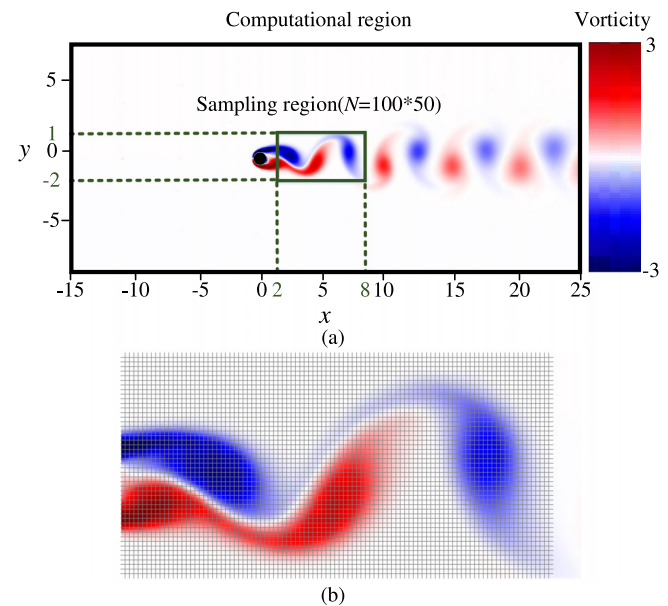 Computational region
Vorticity
3
5
Sampling region(N=100*50)
1
y
0
-2
-5
-3
-15 -10 -5 0 2 5 8 10 15 20 25
x
(a)
(b)